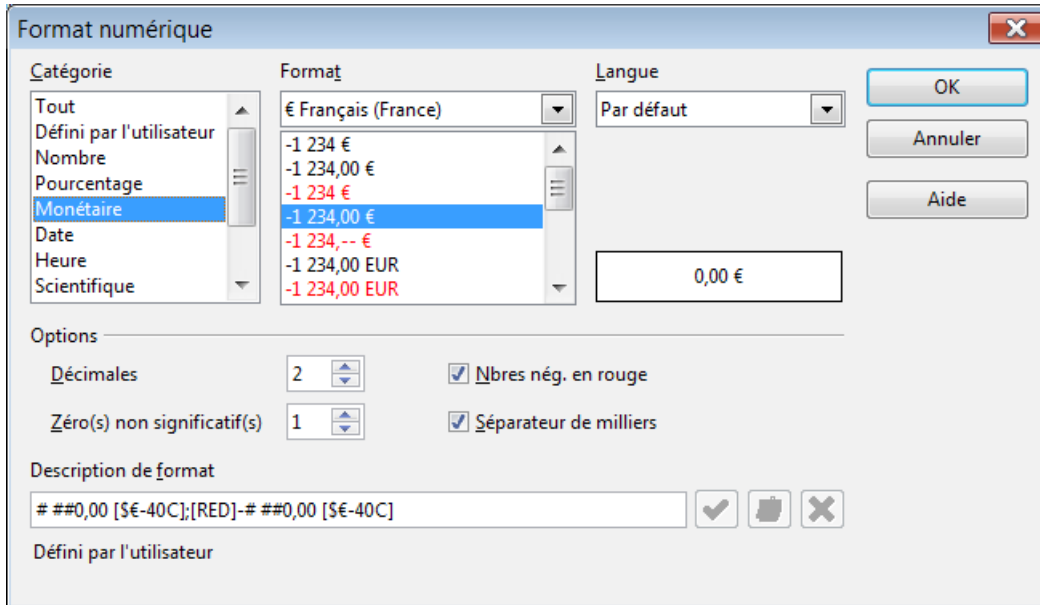 Format numérique
Catégorie
Tout
Défini par l'utilisateur
Nombre
Pourcentage
Monétaire
Date
Heure
Scientifique
Format
€ Français (France)
-1 234 €
-1 234,00 €
-1 234 €
-1 234,00 €
-1 234,-- €
-1 234,00 EUR
-1 234,00 EUR
Langue
Par défaut
0,00 €
OK
Annuler
Aide
Options
Décimales 2 Nbres nég. en rouge
Zéro(s) non significatif(s) 1 Séparateur de milliers
Description de format
# ##0,00 [$€-40C];[RED]-# ##0,00 [$€-40C]
Défini par l'utilisateur